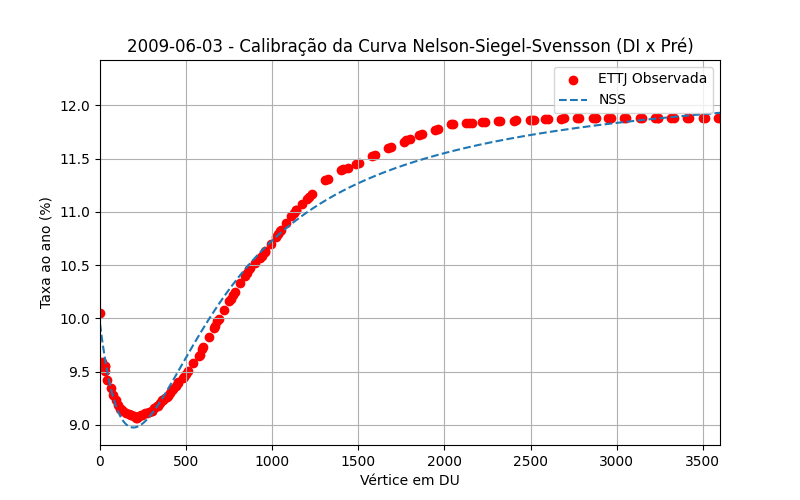 2009-06-03 - Calibração da Curva Nelson-Siegel-Svensson (DI x Pré)
ETTJ Observada
NSS
Taxa ao ano (%)
12.0
11.5
11.0
10.5
10.0
9.5
9.0
0 500 1000 1500 2000 2500 3000 3500
Vértice em DU